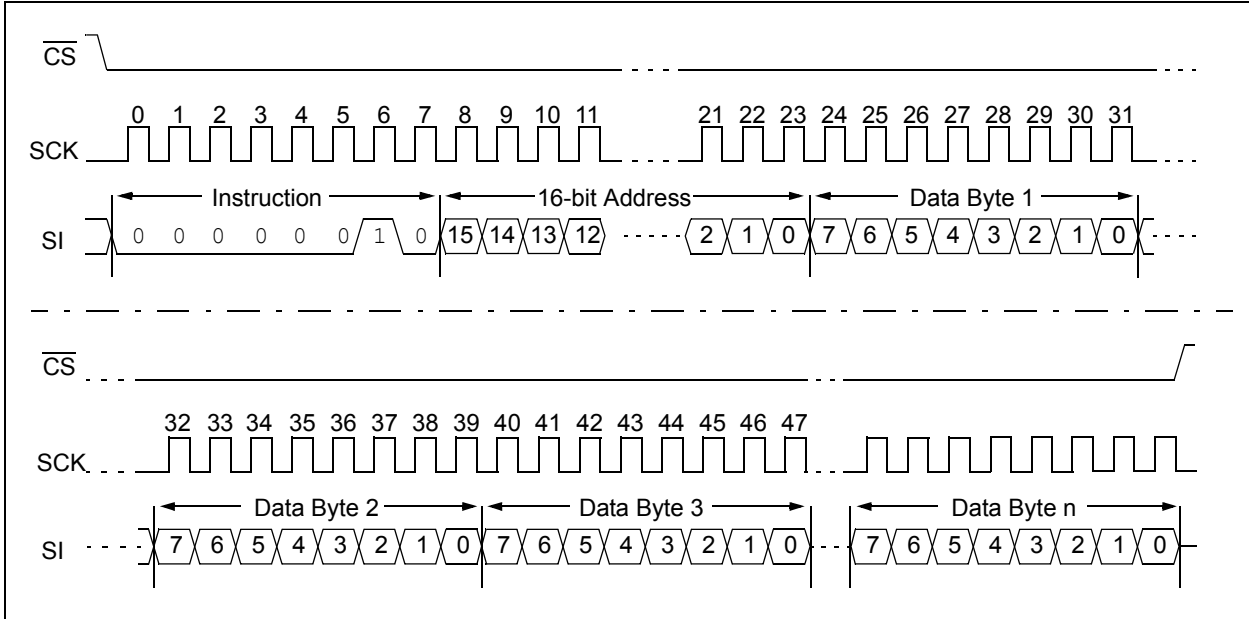 CS
0 1 2 3 4 5 6 7 8 9 10 11 21 22 23 24 25 26 27 28 29 30 31
SCK
Instruction 16-bit Address Data Byte 1
SI 0 0 0 0 0 0 1 0 15 14 13 12 2 1 0 7 6 5 4 3 2 1 0
CS
32 33 34 35 36 37 38 39 40 41 42 43 44 45 46 47
SCK
Data Byte 2 Data Byte 3 Data Byte n
SI 7 6 5 4 3 2 1 0 7 6 5 4 3 2 1 0 7 6 5 4 3 2 1 0